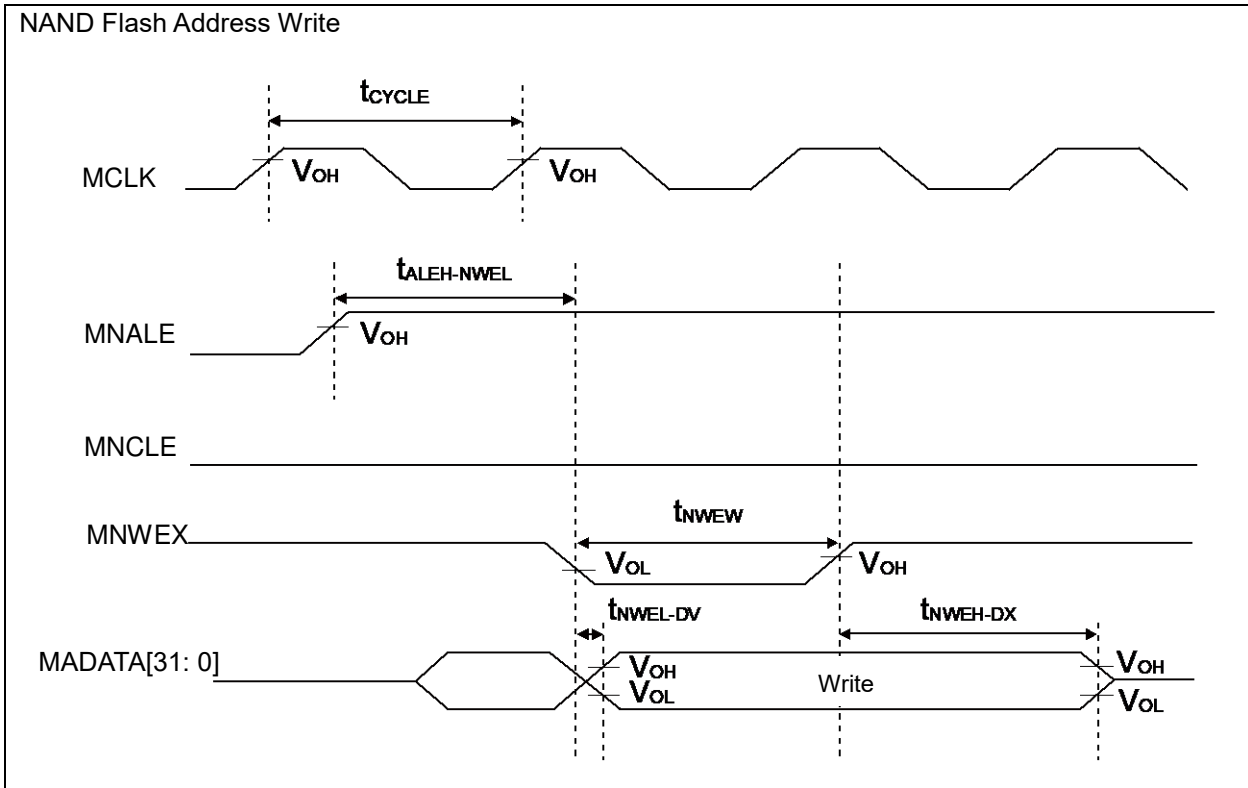 NAND Flash Address Write
tCYCLE
MCLK
VOH
VOH
tALEH-NWEL
MNALE
VOH
MNCLE
tNWEW
MNWEX
VOL
VOH
tNWEL-DV
tNWEH-DX
MADATA[31: 0]
VOH
Write
VOH
VOL
VOL